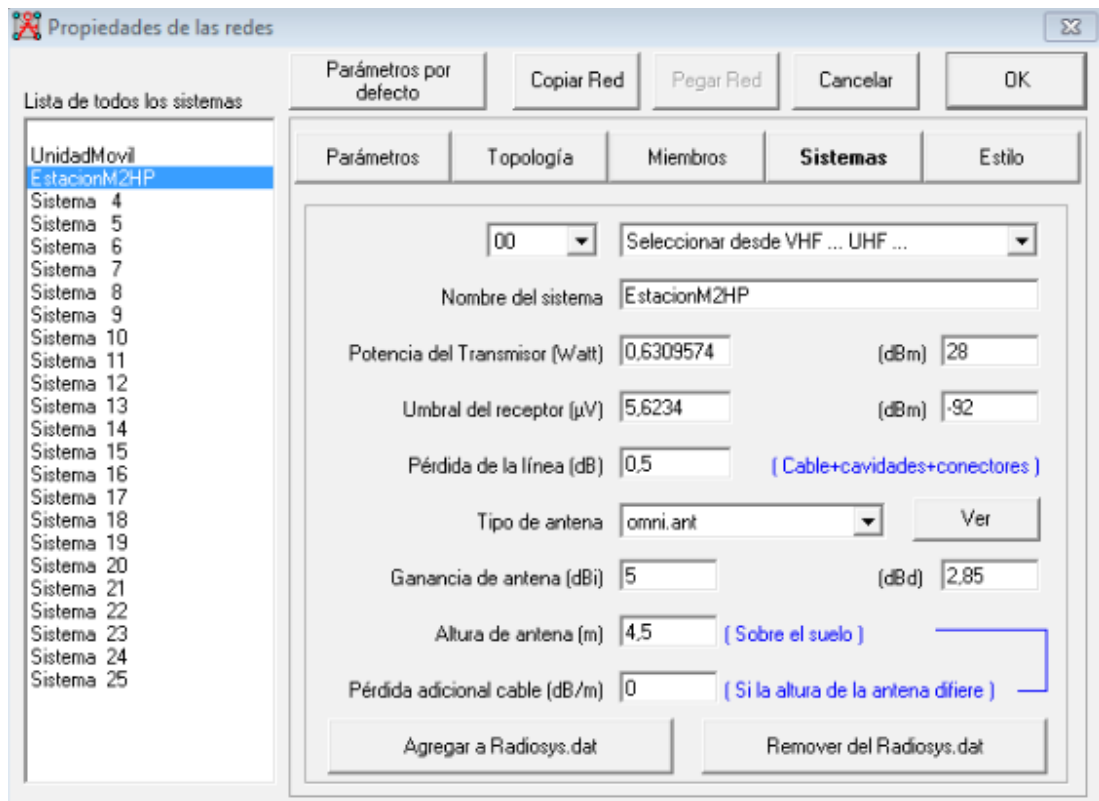 Propiedades de las redes
Parámetros por defecto
Copiar Red
Pegar Red
Cancelar
OK
Lista de todos los sistemas
UnidadMovil
EstacionM2HP
Sistema 4
Sistema 5
Sistema 6
Sistema 7
Sistema 8
Sistema 9
Sistema 10
Sistema 11
Sistema 12
Sistema 13
Sistema 14
Sistema 15
Sistema 16
Sistema 17
Sistema 18
Sistema 19
Sistema 20
Sistema 21
Sistema 22
Sistema 23
Sistema 24
Sistema 25
Parámetros
Topología
Miembros
Sistemas
Estilo
00 Seleccionar desde VHF ... UHF ...
Nombre del sistema EstacionM2HP
Potencia del Transmisor (Watt) 0,6309574 (dBm) 28
Umbral del receptor (µV) 5,6234 (dBm) -92
Pérdida de la línea (dB) 0,5 ( Cable+cavidades+conectores )
Tipo de antena omni.ant Ver
Ganancia de antena (dBi) 5 (dBd) 2,85
Altura de antena (m) 4,5 ( Sobre el suelo )
Pérdida adicional cable (dB/m) 0 ( Si la altura de la antena difiere )
Agregar a Radiosys.dat
Remover del Radiosys.dat